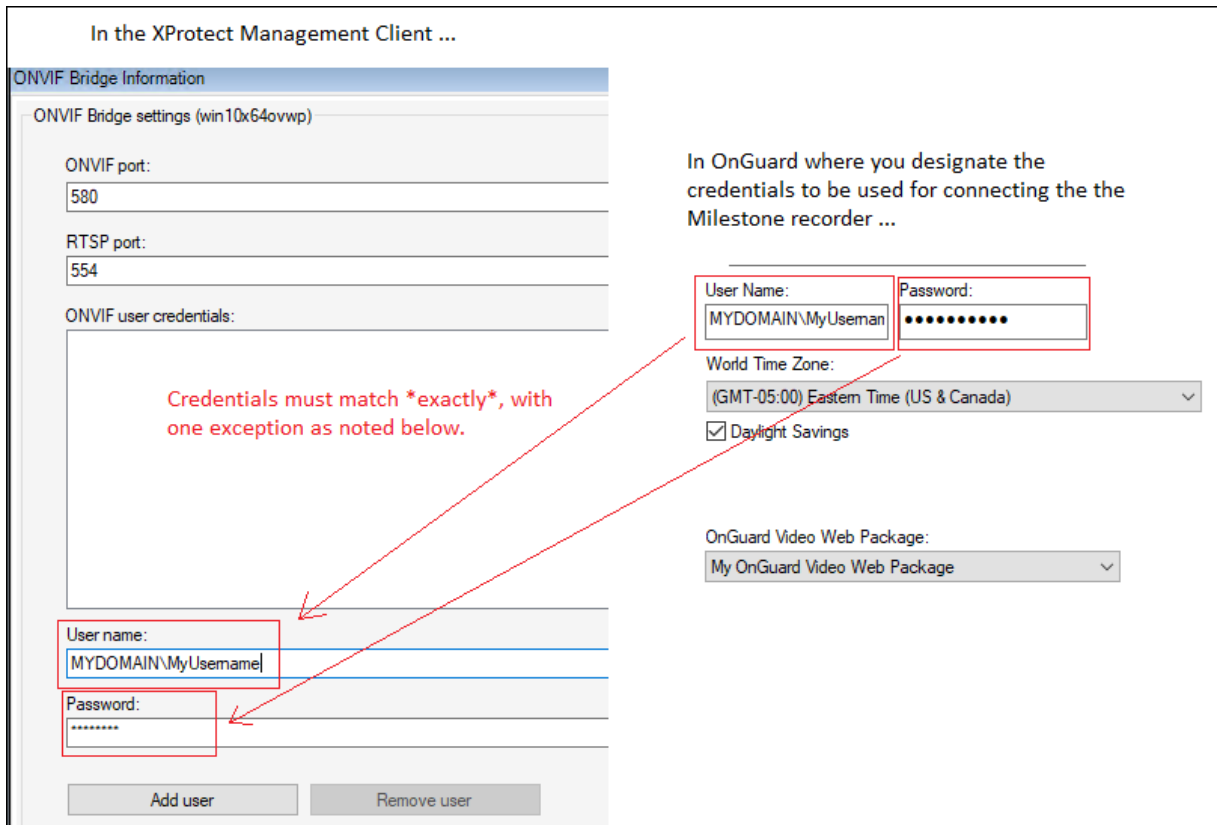 In the XProtect Management Client ...
ONVIF Bridge Information
ONVIF Bridge settings (win10x64ovwp)
ONVIF port:
580
RTSP port:
554
ONVIF user credentials:
Credentials must match *exactly*, with
one exception as noted below.
User name:
MYDOMAIN\MyUsername
Password:
********
Add user
Remove user
In OnGuard where you designate the
credentials to be used for connecting the the
Milestone recorder ...
User Name:
Password:
MYDOMAIN\MyUseman
●●●●●●●●●●
World Time Zone:
(GMT-05:00) Eastern Time (US & Canada)
Daylight Savings
OnGuard Video Web Package:
My OnGuard Video Web Package